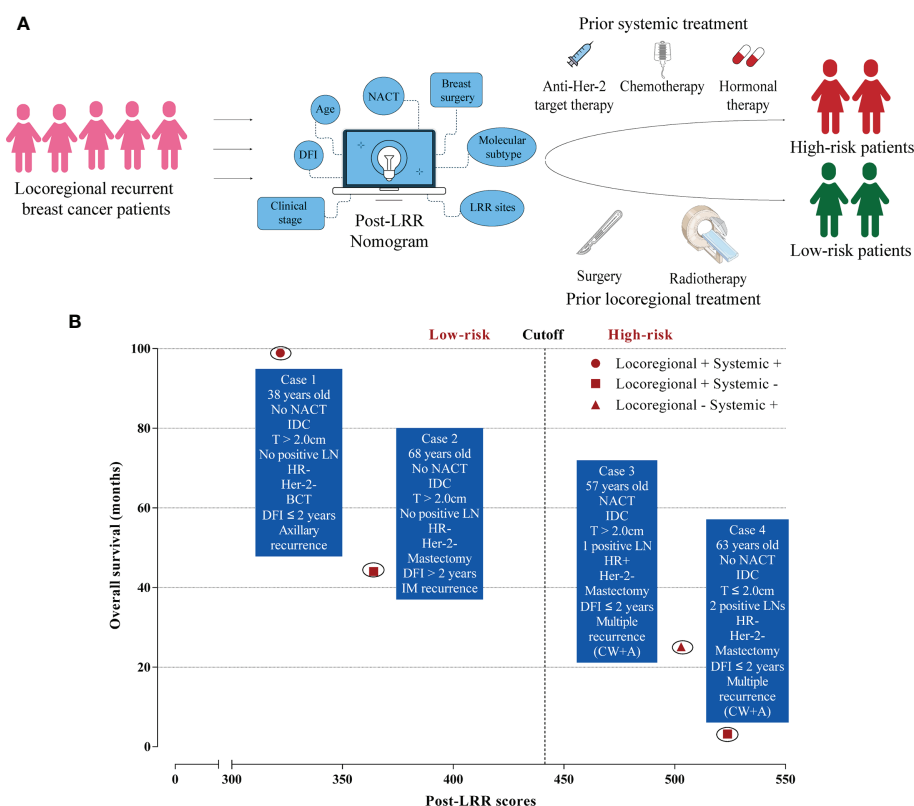 A
Prior systemic treatment
Anti-Her-2
target therapy
Chemotherapy
Hormonal
therapy
Age
NACT
Breast
surgery
DFI
Molecular
subtype
Clinical
stage
LRR sites
Locoregional recurrent
breast cancer patients
Post-LRR
Nomogram
High-risk patients
Low-risk patients
Surgery
Radiotherapy
Prior locoregional treatment
B
Low-risk
Cutoff
High-risk
Locoregional + Systemic +
Locoregional + Systemic -
Locoregional - Systemic +
Overall survival (months)
100
80
60
40
20
0
Case 1
38 years old
No NACT
IDC
T > 2.0cm
No positive LN
HR-
Her-2-
BCT
DFI ≤ 2 years
Axillary
recurrence
Case 2
68 years old
No NACT
IDC
T > 2.0cm
No positive LN
HR-
Her-2-
Mastectomy
DFI > 2 years
IM recurrence
Case 3
57 years old
NACT
IDC
T > 2.0cm
1 positive LN
HR+
Her-2-
Mastectomy
DFI ≤ 2 years
Multiple
recurrence
(CW+A)
Case 4
63 years old
No NACT
IDC
T ≤ 2.0cm
2 positive LNs
HR-
Her-2-
Mastectomy
DFI ≤ 2 years
Multiple
recurrence
(CW+A)
0
300
350
400
450
500
550
Post-LRR scores